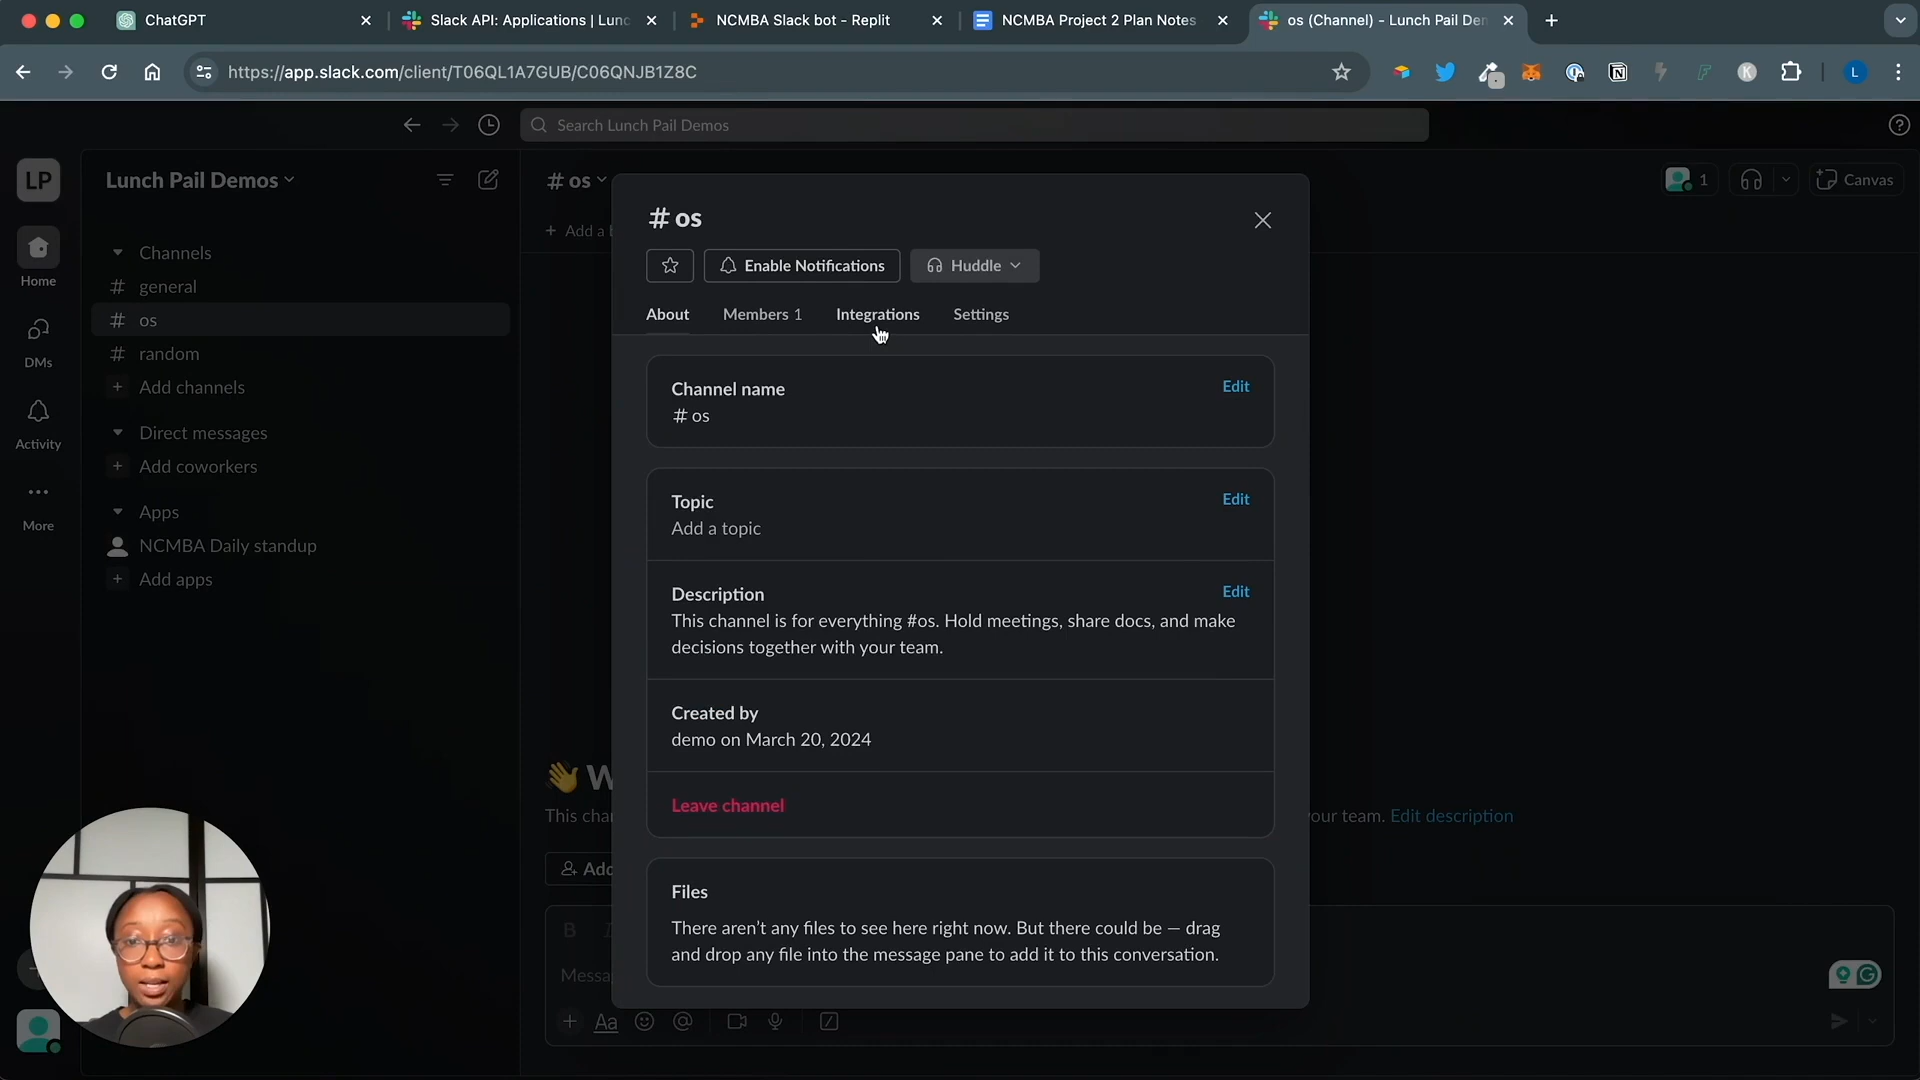 ChatGPT
Slack API: Applications | Lunc
NCMBA Slack bot - Replit
NCMBA Project 2 Plan Notes
os (Channel) - Lunch Pail Den
https://app.slack.com/client/T06QL1A7GUB/C06QNJB1Z8C
L
Search Lunch Pail Demos
LP
Lunch Pail Demos
# os
1
Canvas
+ Add a b
Home
DMs
Activity
More
Channels
# general
# os
# random
+ Add channels
Direct messages
+ Add coworkers
Apps
NCMBA Daily standup
+ Add apps
# os
Enable Notifications
Huddle
About
Members 1
Integrations
Settings
Channel name
Edit
# os
Topic
Edit
Add a topic
Description
Edit
This channel is for everything #os. Hold meetings, share docs, and make
decisions together with your team.
Created by
demo on March 20, 2024
Leave channel
Files
There aren't any files to see here right now. But there could be — drag
and drop any file into the message pane to add it to this conversation.
W
This cha
our team. Edit description
Add
B
Messa
Aa